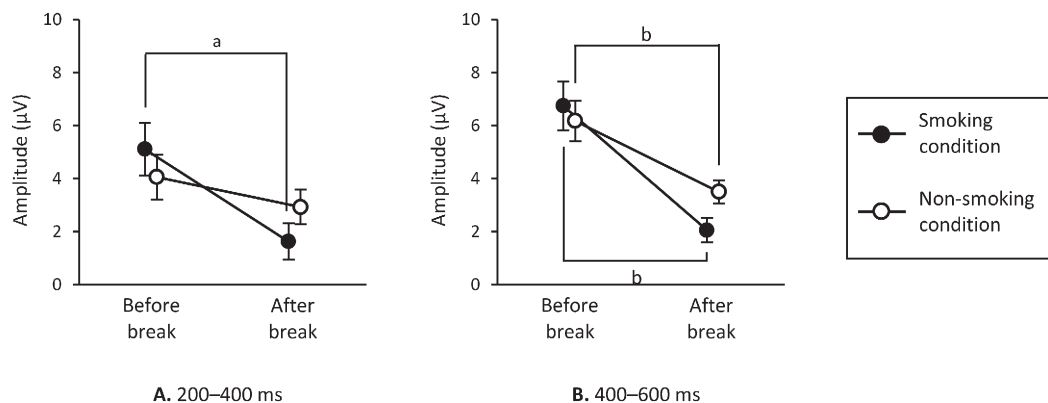 10
8
6
4
2
0
Amplitude (µV)
a
Before
break
After
break
A. 200–400 ms
10
8
6
4
2
0
Amplitude (µV)
b
b
Before
break
After
break
B. 400–600 ms
Smoking
condition
Non-smoking
condition